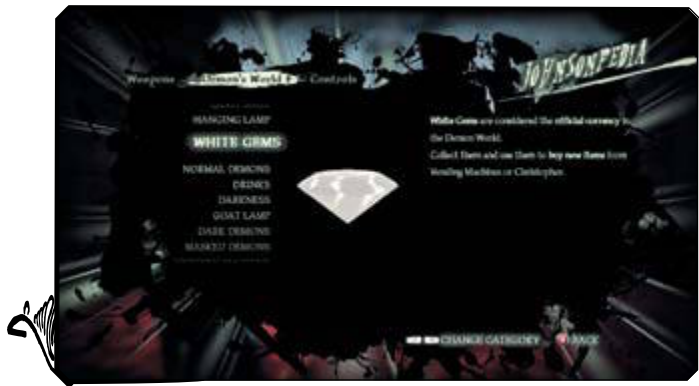 JOHNSONPEDIA
Weapons Demon's World Controls
HANGING LAMP
WHITE GEMS
NORMAL DEMONS
DRINKS
DARKNESS
GOAT LAMP
DARK DEMONS
MASKED DEMONS
White Gems are considered the official currency in
the Demon World.
Collect them and use them to buy new items from
Vending Machines or Christopher.
CHANGE CATEGORY BACK